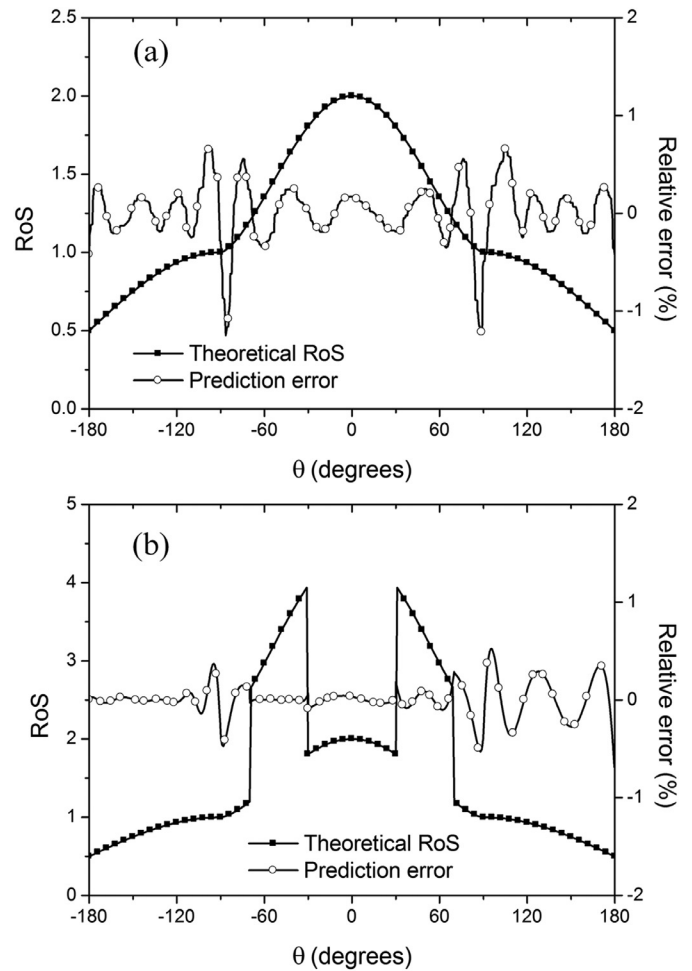 (a)
2.5
2.0
1.5
1.0
0.5
0.0
RoS
2
1
0
-1
-2
Relative error (%)
Theoretical RoS
Prediction error
-180 -120 -60 0 60 120 180
θ (degrees)
(b)
5
4
3
2
1
0
RoS
2
1
0
-1
-2
Relative error (%)
Theoretical RoS
Prediction error
-180 -120 -60 0 60 120 180
θ (degrees)